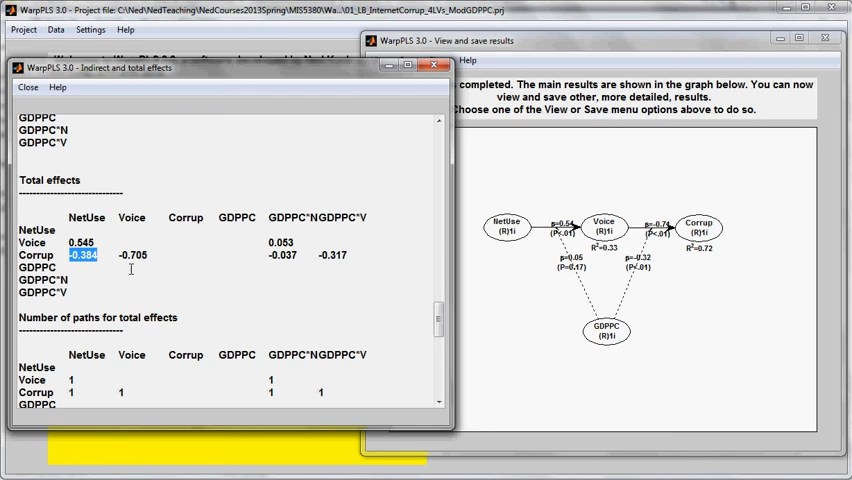 WarpPLS 3.0 - Project file: C:\Ned\NedTeaching\NedCourses2013Spring\MIS5380\Wa...\01_LB_InternetCorrup_4LVs_ModGDPPC.prj
Project Data Settings Help
WarpPLS 3.0 - View and save results
Help
s completed. The main results are shown in the graph below. You can now
view and save other, more detailed, results.
Choose one of the View or Save menu options above to do so.
WarpPLS 3.0 - Indirect and total effects
Close Help
GDPPC
GDPPC*N
GDPPC*V
Total effects
------------------------------
NetUse Voice Corrup GDPPC GDPPC*NGDPPC*V
NetUse
Voice 0.545 0.053
Corrup -0.384 -0.705 -0.037 -0.317
GDPPC
GDPPC*N
GDPPC*V
Number of paths for total effects
------------------------------
NetUse Voice Corrup GDPPC GDPPC*NGDPPC*V
NetUse
Voice 1 1
Corrup 1 1 1 1
GDPPC
NetUse
(R)1i
β=0.54
(P<.01)
Voice
(R)1i
R²=0.33
β=-0.74
(P<.01)
Corrup
(R)1i
R²=0.72
β=0.05
(P=0.17)
β=-0.32
(P<.01)
GDPPC
(R)1i